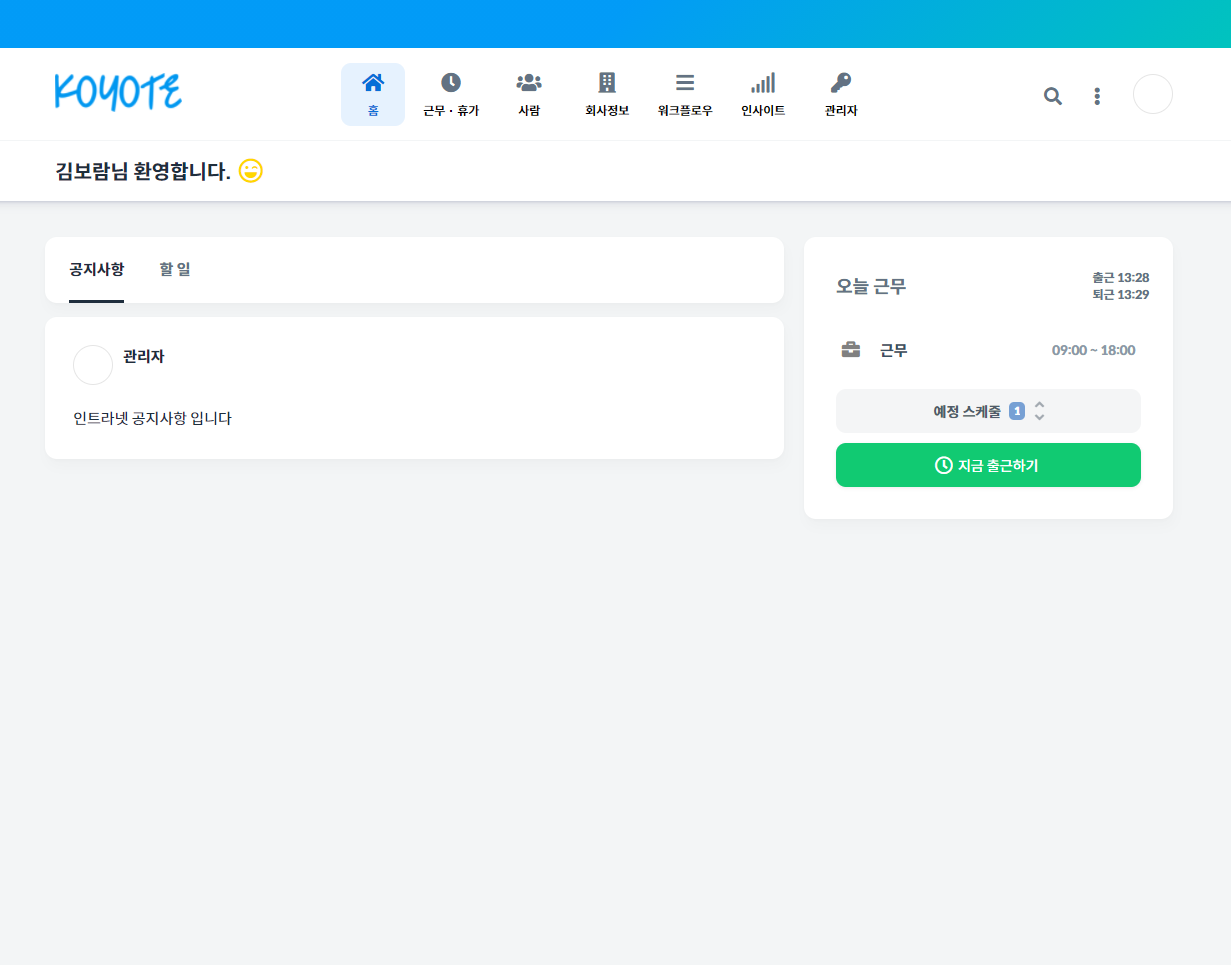 KOYOTE
홈
근무 · 휴가
사람
회사정보
워크플로우
인사이트
관리자
김보람님 환영합니다.
공지사항
할 일
관리자
인트라넷 공지사항 입니다
오늘 근무
출근 13:28
퇴근 13:29
근무
09:00 ~ 18:00
예정 스케줄 1
지금 출근하기